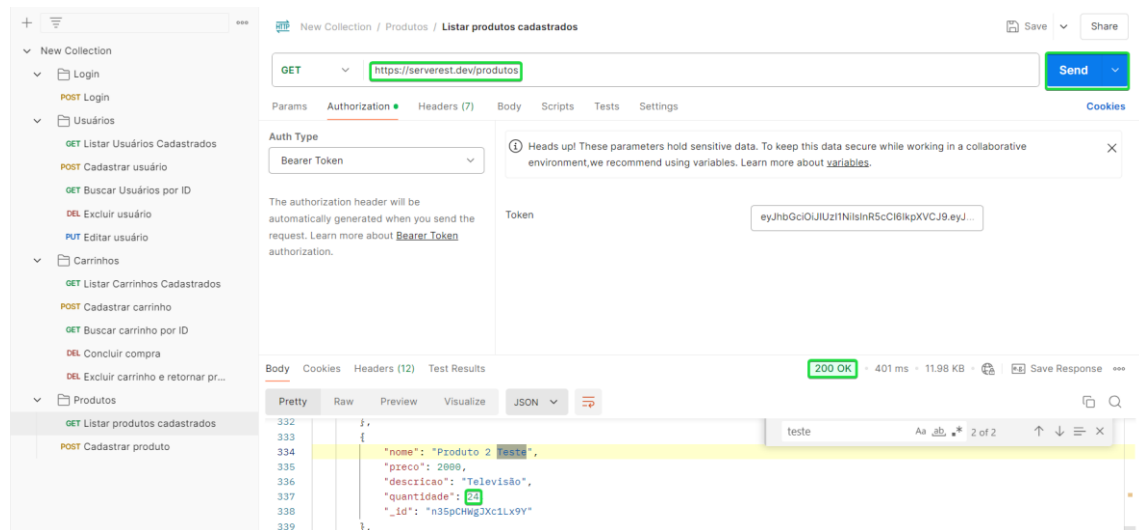 New Collection / Produtos / Listar produtos cadastrados
Save
Share
New Collection
Login
POST Login
Usuários
GET Listar Usuários Cadastrados
POST Cadastrar usuário
GET Buscar Usuários por ID
DEL Excluir usuário
PUT Editar usuário
Carrinhos
GET Listar Carrinhos Cadastrados
POST Cadastrar carrinho
GET Buscar carrinho por ID
DEL Concluir compra
DEL Excluir carrinho e retornar pr...
Produtos
GET Listar produtos cadastrados
POST Cadastrar produto
GET https://serverest.dev/produtos Send
Params Authorization Headers (7) Body Scripts Tests Settings Cookies
Auth Type
Bearer Token
The authorization header will be
automatically generated when you send the
request. Learn more about Bearer Token
authorization.
Heads up! These parameters hold sensitive data. To keep this data secure while working in a collaborative
environment,we recommend using variables. Learn more about variables.
Token
eyJhbGciOiJIUzI1NiIsInR5cCI6IkpXVCJ9.eyJ...
Body Cookies Headers (12) Test Results 200 OK 401 ms 11.98 KB Save Response
Pretty Raw Preview Visualize JSON
teste Aa ab 2 of 2
332 },
333 {
334 "nome": "Produto 2 Teste",
335 "preco": 2000,
336 "descricao": "Televisão",
337 "quantidade": 24
338 "_id": "n35pCHWgJXc1Lx9Y"
339 },